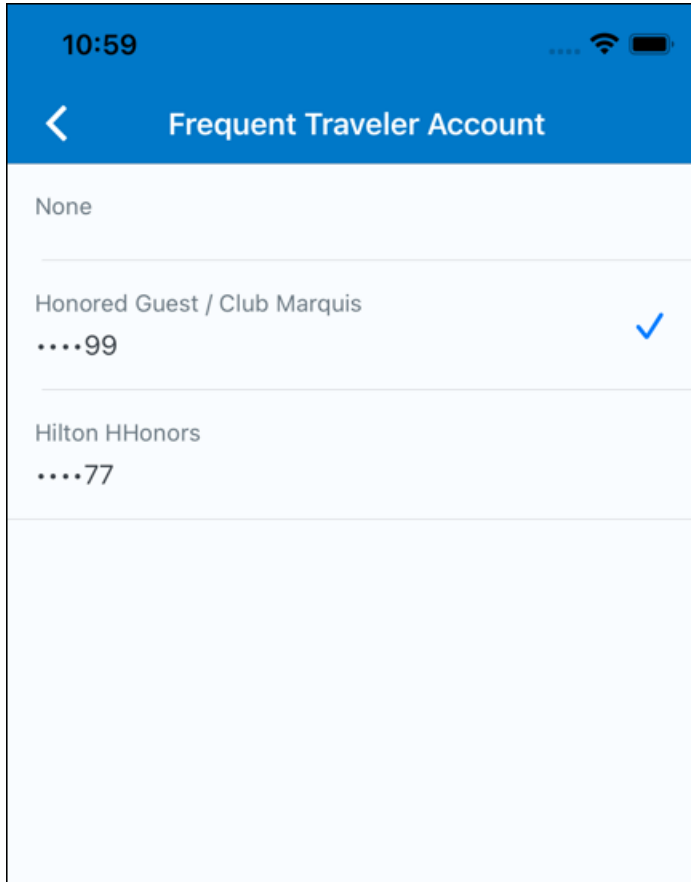 10:59
Frequent Traveler Account
None
Honored Guest / Club Marquis
••••99
Hilton HHonors
••••77